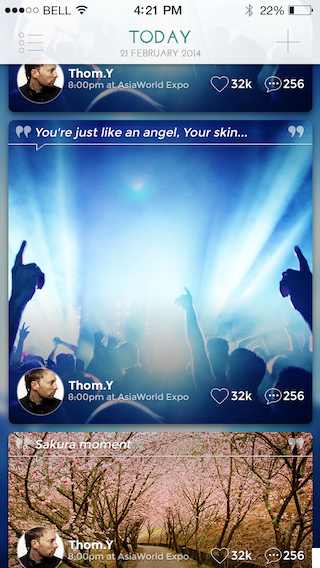 BELL 4:21 PM 22%
TODAY
21 FEBRUARY 2014
Thom.Y
8:00pm at AsiaWorld Expo 32k 256
You're just like an angel, Your skin...
Thom.Y
8:00pm at AsiaWorld Expo 32k 256
Sakura moment
Thom.Y
8:00pm at AsiaWorld Expo 32k 256